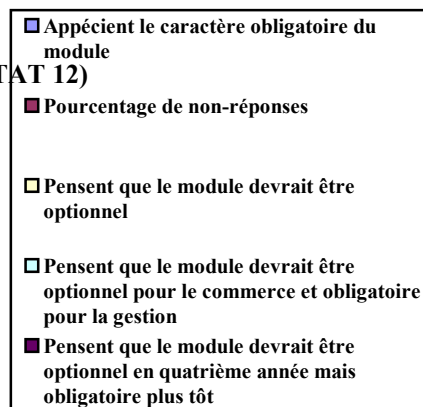 Appécient le caractère obligatoire du
module
TAT 12)
Pourcentage de non-réponses
Pensent que le module devrait être
optionnel
Pensent que le module devrait être
optionnel pour le commerce et obligatoire
pour la gestion
Pensent que le module devrait être
optionnel en quatrième année mais
obligatoire plus tôt